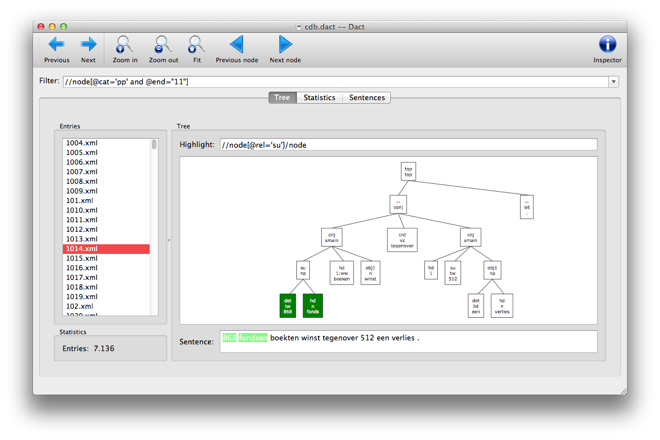 cdb.dact -- Dact
Previous Next Zoom in Zoom out Fit Previous node Next node Inspector
Filter: //node[@cat='pp' and @end="11"]
Tree Statistics Sentences
Entries
1004.xml
1005.xml
1006.xml
1007.xml
1008.xml
1009.xml
101.xml
1010.xml
1011.xml
1012.xml
1013.xml
1014.xml
1015.xml
1016.xml
1017.xml
1018.xml
1019.xml
102.xml
Statistics
Entries: 7.136
Tree
Highlight: //node[@rel='su']/node
top
top
--
conj
--
let
.
cnj
smain
crd
vz
tegenover
cnj
smain
su
np
hd
1:ww
boeken
obj1
n
winst
hd
1
su
tw
512
obj1
np
det
tw
868
hd
n
fonds
det
lid
een
hd
n
verlies
Sentence: 868 fondsen boekten winst tegenover 512 een verlies .